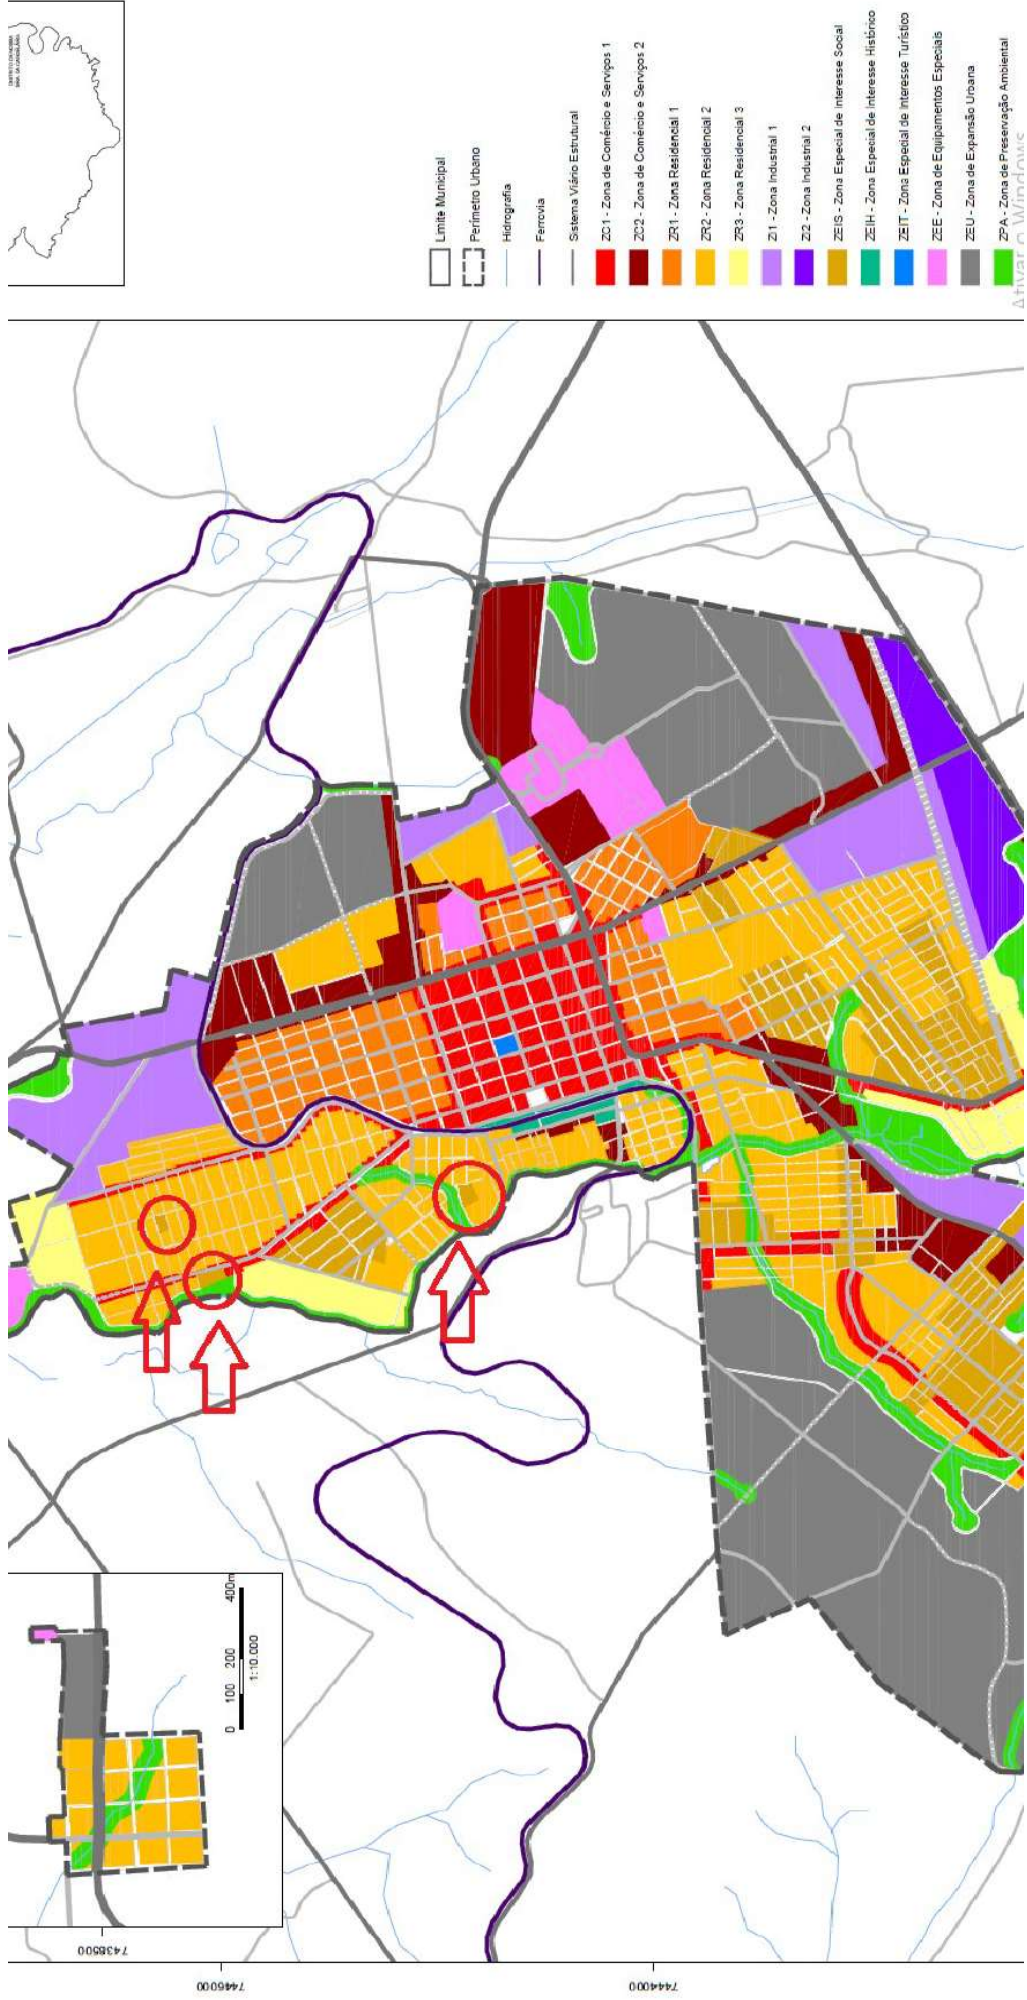 Limite Municipal
Perímetro Urbano
Hidrografia
Ferrovia
Sistema Viário Estrutural
ZC1 - Zona de Comércio e Serviços 1
ZC2 - Zona de Comércio e Serviços 2
ZR1 - Zona Residencial 1
ZR2 - Zona Residencial 2
ZR3 - Zona Residencial 3
ZI1 - Zona Industrial 1
ZI2 - Zona Industrial 2
ZEIS - Zona Especial de Interesse Social
ZEIH - Zona Especial de Interesse Histórico
ZEIT - Zona Especial de Interesse Turístico
ZEE - Zona de Equipamentos Especiais
ZEU - Zona de Expansão Urbana
ZPA - Zona de Preservação Ambiental
Ativar o Windows
0 100 200 400m
1:10.000
7438500
7446000
7444000